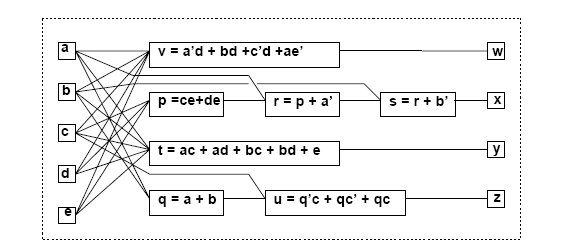 a
v = a'd + bd +c'd +ae'
w
b
p =ce+de
r = p + a'
s = r + b'
x
c
t = ac + ad + bc + bd + e
y
d
q = a + b
u = q'c + qc' + qc
z
e